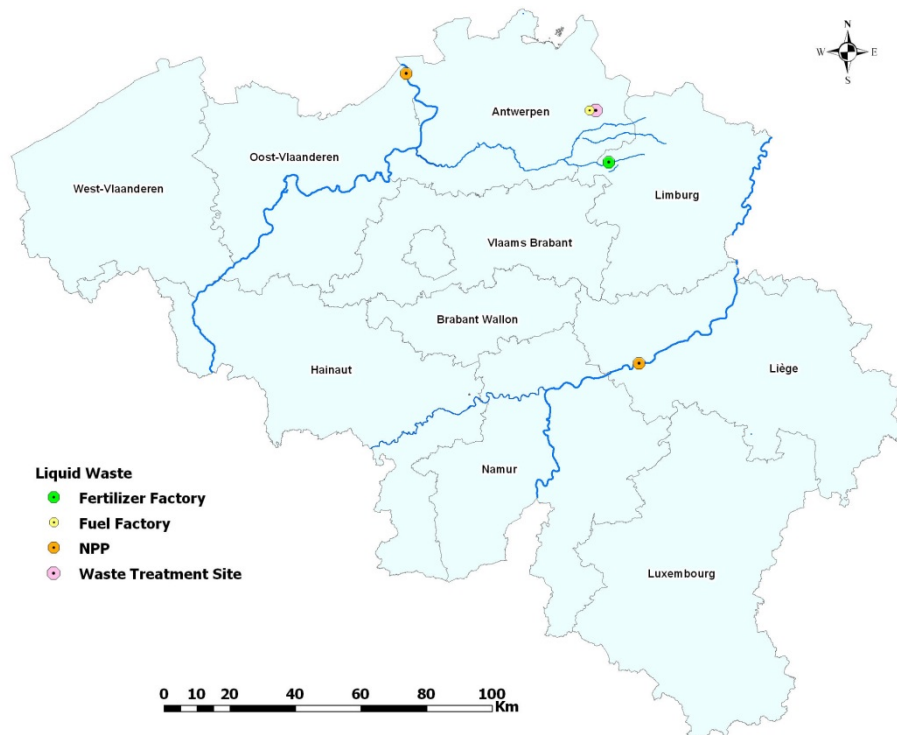 N
W E
S
Antwerpen
Oost-Vlaanderen
West-Vlaanderen
Limburg
Vlaams Brabant
Brabant Wallon
Hainaut
Liège
Namur
Luxembourg
Liquid Waste
Fertilizer Factory
Fuel Factory
NPP
Waste Treatment Site
0 10 20 40 60 80 100
Km